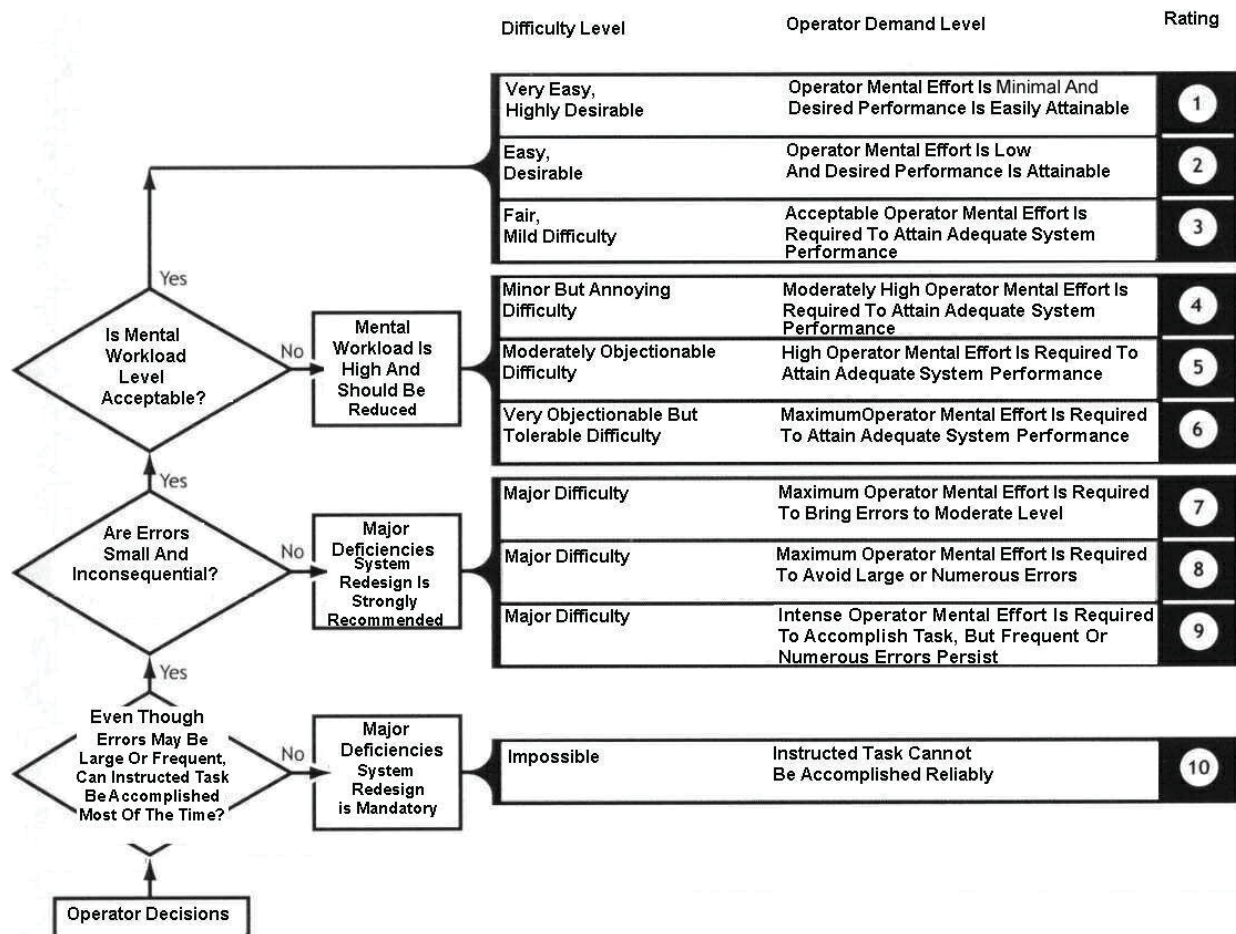 Difficulty Level
Operator Demand Level
Rating
Very Easy,
Highly Desirable
Operator Mental Effort Is Minimal And
Desired Performance Is Easily Attainable
1
Easy,
Desirable
Operator Mental Effort Is Low
And Desired Performance Is Attainable
2
Fair,
Mild Difficulty
Acceptable Operator Mental Effort Is
Required To Attain Adequate System
Performance
3
Yes
Is Mental
Workload
Level
Acceptable?
No
Mental
Workload Is
High And
Should Be
Reduced
Minor But Annoying
Difficulty
Moderately High Operator Mental Effort Is
Required To Attain Adequate System
Performance
4
Moderately Objectionable
Difficulty
High Operator Mental Effort Is Required To
Attain Adequate System Performance
5
Very Objectionable But
Tolerable Difficulty
MaximumOperator Mental Effort Is Required
To Attain Adequate System Performance
6
Yes
Are Errors
Small And
Inconsequential?
No
Major
Deficiencies
System
Redesign Is
Strongly
Recommended
Major Difficulty
Maximum Operator Mental Effort Is Required
To Bring Errors to Moderate Level
7
Major Difficulty
Maximum Operator Mental Effort Is Required
To Avoid Large or Numerous Errors
8
Major Difficulty
Intense Operator Mental Effort Is Required
To Accomplish Task, But Frequent Or
Numerous Errors Persist
9
Yes
Even Though
Errors May Be
Large Or Frequent,
Can Instructed Task
Be Accomplished
Most Of The Time?
No
Major
Deficiencies
System
Redesign
is Mandatory
Impossible
Instructed Task Cannot
Be Accomplished Reliably
10
Operator Decisions